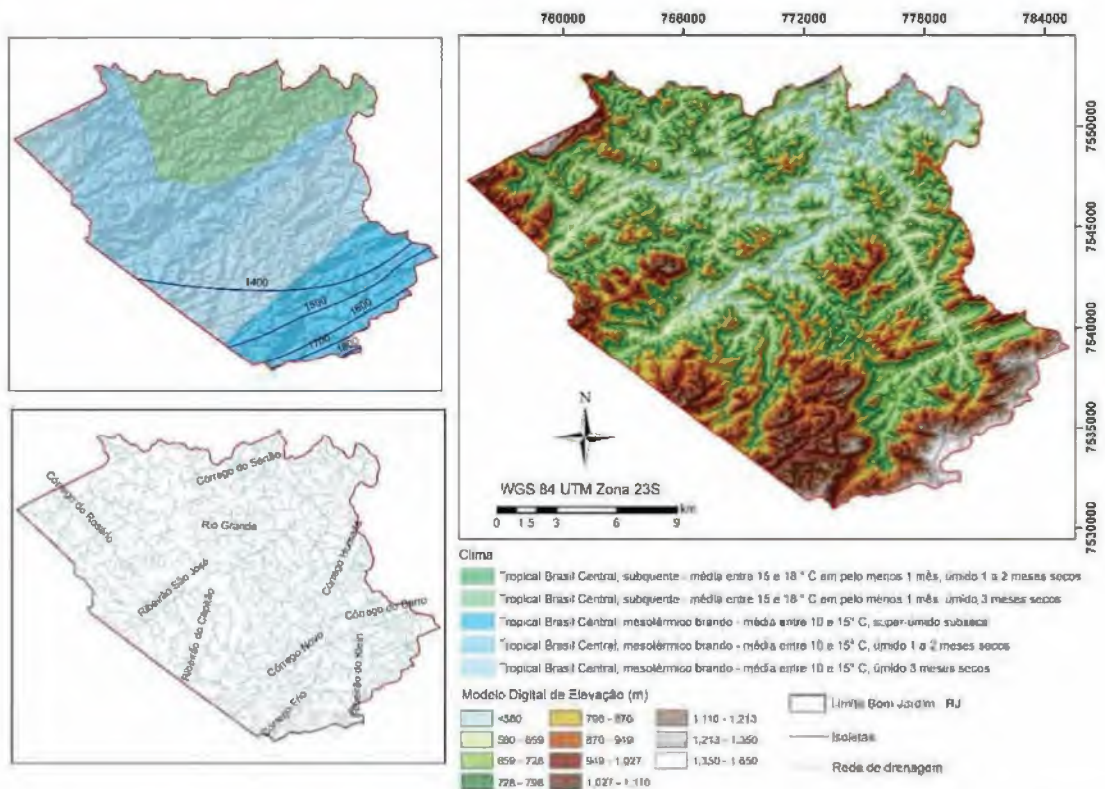 760000 766000 772000 778000 784000
7550000
7545000
7540000
7535000
7530000
1400
1500
1600
1700
1800
N
WGS 84 UTM Zona 23S
km
0 1 5 3 6 9
Córrego do Sertão
Córrego do Rosário
Rio Grande
Córrego Humaitá
Ribeirão São José
Ribeirão do Capitão
Córrego do Barro
Córrego Novo
Ribeirão do Klein
Córrego Frio
Clima
Tropical Brasil Central, subquente - média entre 15 e 18 ° C em pelo menos 1 mês, úmido 1 a 2 meses secos
Tropical Brasil Central, subquente - média entre 15 e 18 ° C em pelo menos 1 mês, úmido 3 meses secos
Tropical Brasil Central, mesotérmico brando - média entre 10 e 15° C, super-úmido subseca
Tropical Brasil Central, mesotérmico brando - média entre 10 e 15° C, úmido 1 a 2 meses secos
Tropical Brasil Central, mesotérmico brando - média entre 10 e 15° C, úmido 3 meses secos
Modelo Digital de Elevação (m)
<580
580 - 659
659 - 728
728 - 798
798 - 870
870 - 949
949 - 1,027
1,027 - 1,110
1,110 - 1,213
1,213 - 1,350
1,350 - 1,650
Limite Bom Jardim - RJ
Isoietas
Rede de drenagem